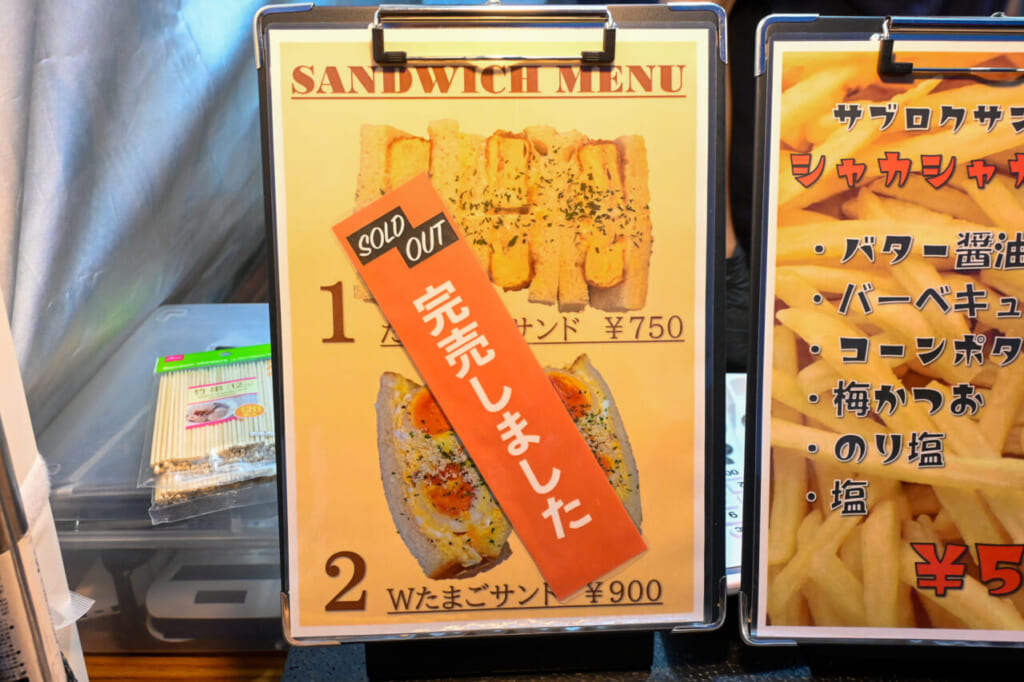 SANDWICH MENU
SOLD OUT
完売しました
1
サンド ￥750
2
Wたまごサンド ￥900
竹串 12
サブロクサ
シャカシャカ
・バター醤油
・バーベキュ
・コーンポタ
・梅かつお
・のり塩
・塩
￥5